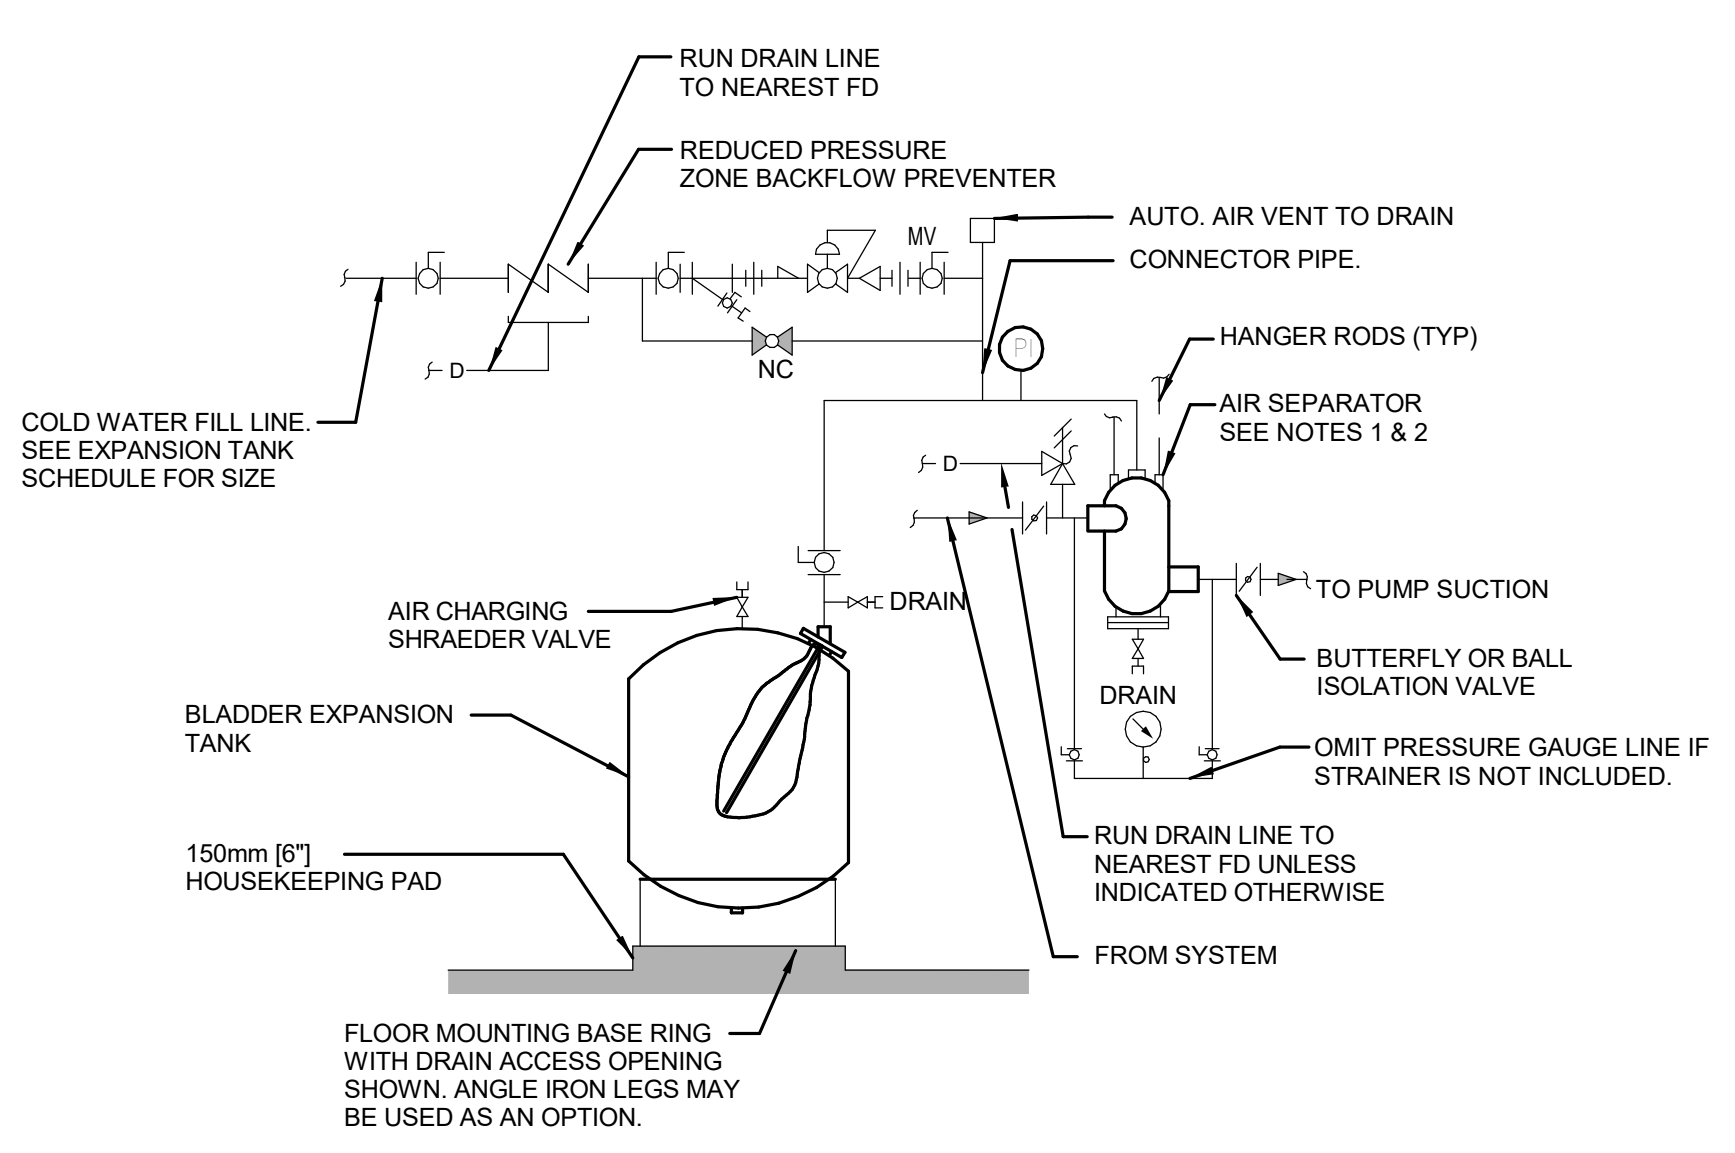 RUN DRAIN LINE
TO NEAREST FD
REDUCED PRESSURE
ZONE BACKFLOW PREVENTER
AUTO. AIR VENT TO DRAIN
MV
CONNECTOR PIPE.
HANGER RODS (TYP)
PI
NC
D
AIR SEPARATOR
SEE NOTES 1 & 2
COLD WATER FILL LINE.
SEE EXPANSION TANK
SCHEDULE FOR SIZE
D
TO PUMP SUCTION
DRAIN
AIR CHARGING
SHRAEDER VALVE
BUTTERFLY OR BALL
ISOLATION VALVE
DRAIN
BLADDER EXPANSION
TANK
OMIT PRESSURE GAUGE LINE IF
STRAINER IS NOT INCLUDED.
RUN DRAIN LINE TO
NEAREST FD UNLESS
INDICATED OTHERWISE
150mm [6"]
HOUSEKEEPING PAD
FROM SYSTEM
FLOOR MOUNTING BASE RING
WITH DRAIN ACCESS OPENING
SHOWN. ANGLE IRON LEGS MAY
BE USED AS AN OPTION.